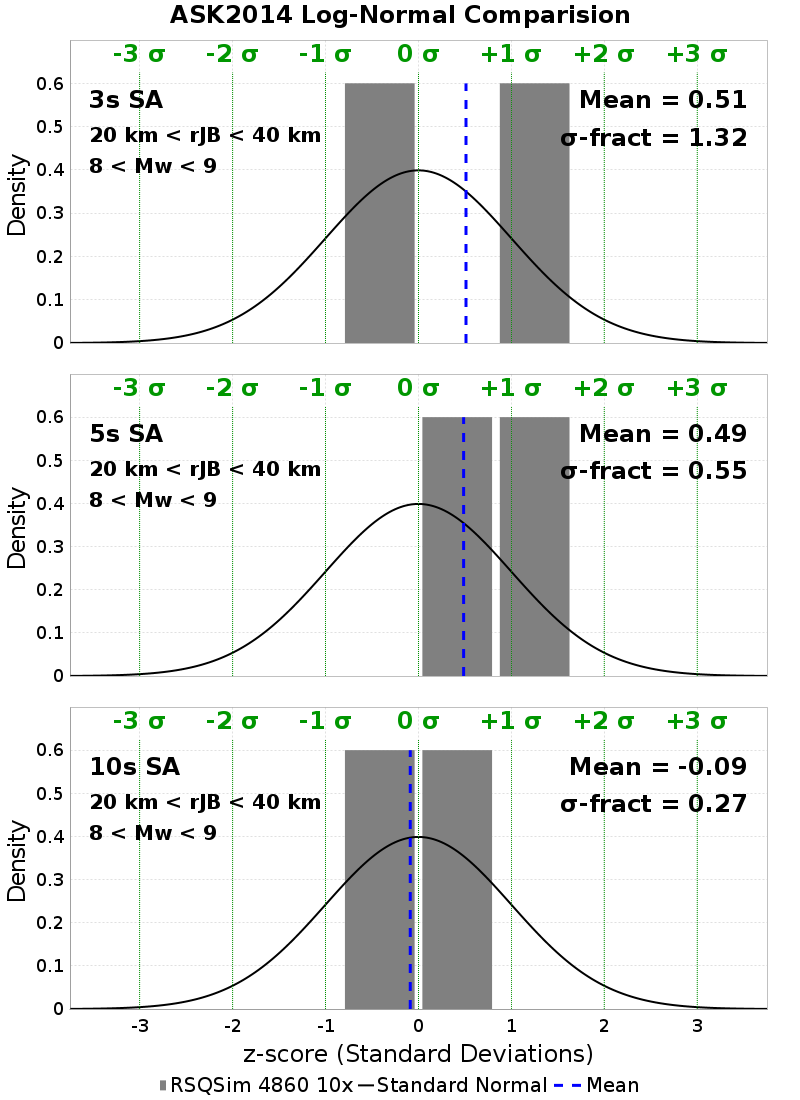 ASK2014 Log-Normal Comparision
-3 σ -2 σ -1 σ 0 σ +1 σ +2 σ +3 σ
3s SA
20 km < rJB < 40 km
8 < Mw < 9
Mean = 0.51
σ-fract = 1.32
Density
0.6
0.5
0.4
0.3
0.2
0.1
0
-3 σ -2 σ -1 σ 0 σ +1 σ +2 σ +3 σ
5s SA
20 km < rJB < 40 km
8 < Mw < 9
Mean = 0.49
σ-fract = 0.55
Density
0.6
0.5
0.4
0.3
0.2
0.1
0
-3 σ -2 σ -1 σ 0 σ +1 σ +2 σ +3 σ
10s SA
20 km < rJB < 40 km
8 < Mw < 9
Mean = -0.09
σ-fract = 0.27
Density
0.6
0.5
0.4
0.3
0.2
0.1
0
-3 -2 -1 0 1 2 3
z-score (Standard Deviations)
RSQSim 4860 10x Standard Normal Mean